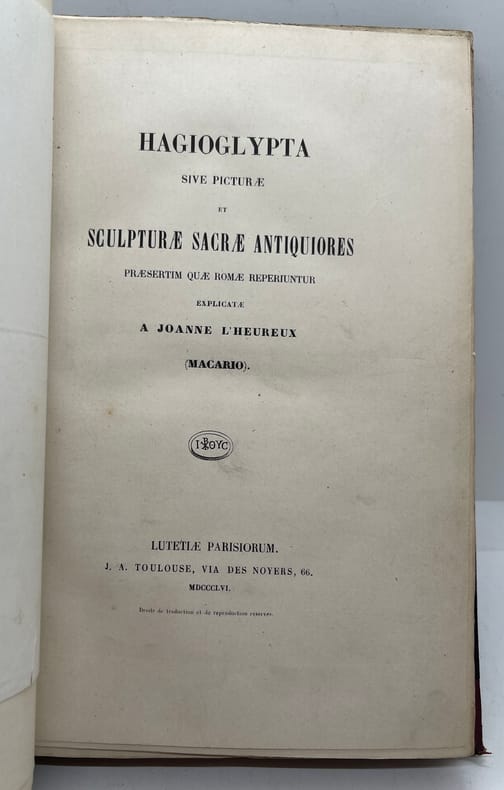 HAGIOGLYPTA
SIVE PICTURÆ
ET
SCULPTURÆ SACRÆ ANTIQUIORES
PRÆSERTIM QUÆ ROMÆ REPERIUNTUR
EXPLICATÆ
A JOANNE L'HEUREUX
(MACARIO).
LUTETIÆ PARISIORUM.
J. A. TOULOUSE, VIA DES NOYERS, 66.
MDCCCLVI.
Droits de traduction et de reproduction réservés.